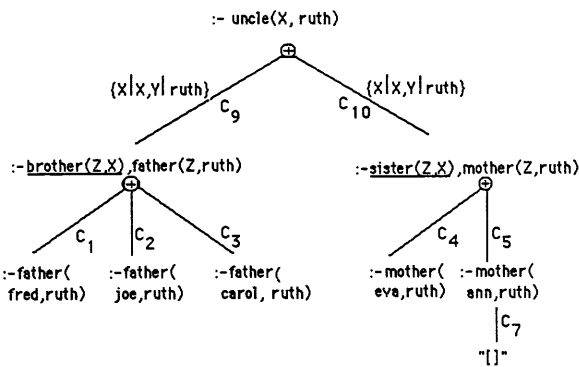 :- uncle(X, ruth)
{X|X,Y|ruth} {X|X,Y|ruth}
C9 C10
:-brother(Z,X),father(Z,ruth) :-sister(Z,X),mother(Z,ruth)
C1 C2 C3 C4 C5
:-father( :-father( :-father( :-mother( :-mother(
fred,ruth) joe,ruth) carol, ruth) eva,ruth) ann,ruth)
C7
"[]"